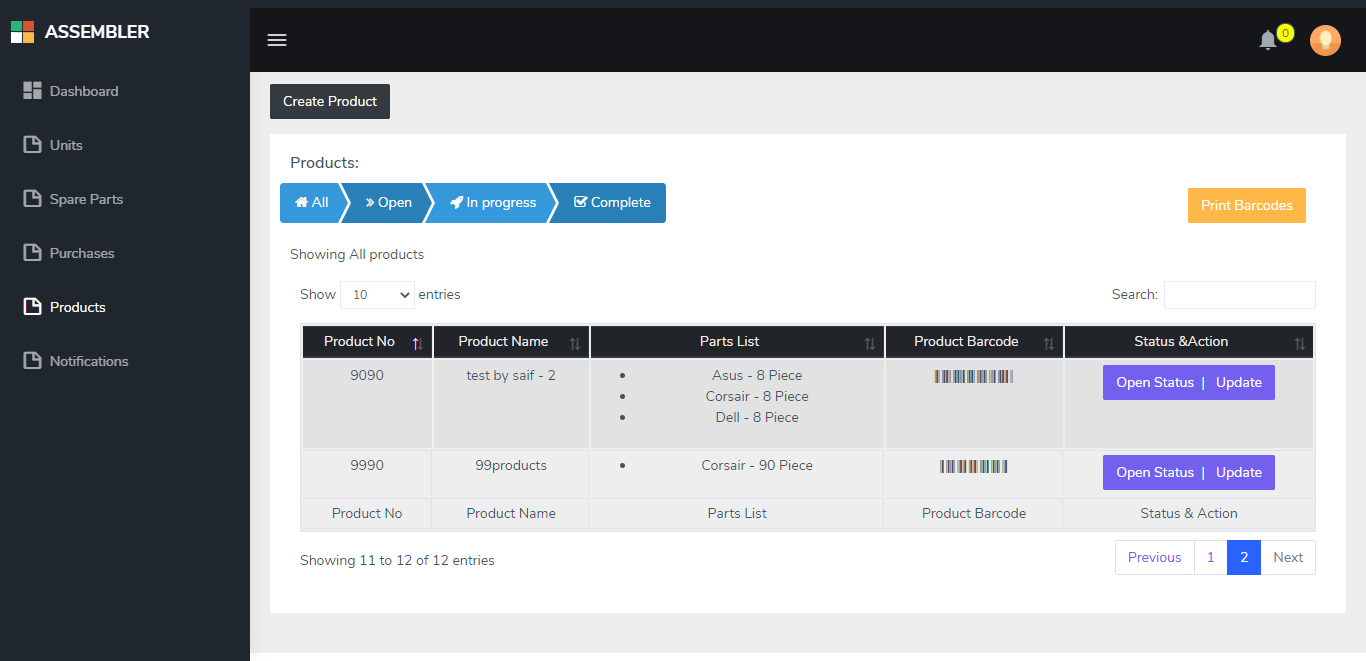 ASSEMBLER
0
Dashboard
Units
Spare Parts
Purchases
Products
Notifications
Create Product
Products:
All Open In progress Complete
Print Barcodes
Showing All products
Show 10 entries
Search:
Product No Product Name Parts List Product Barcode Status &Action
9090 test by saif - 2 Asus - 8 Piece Open Status | Update
Corsair - 8 Piece
Dell - 8 Piece
9990 99products Corsair - 90 Piece Open Status | Update
Product No Product Name Parts List Product Barcode Status & Action
Showing 11 to 12 of 12 entries
Previous 1 2 Next